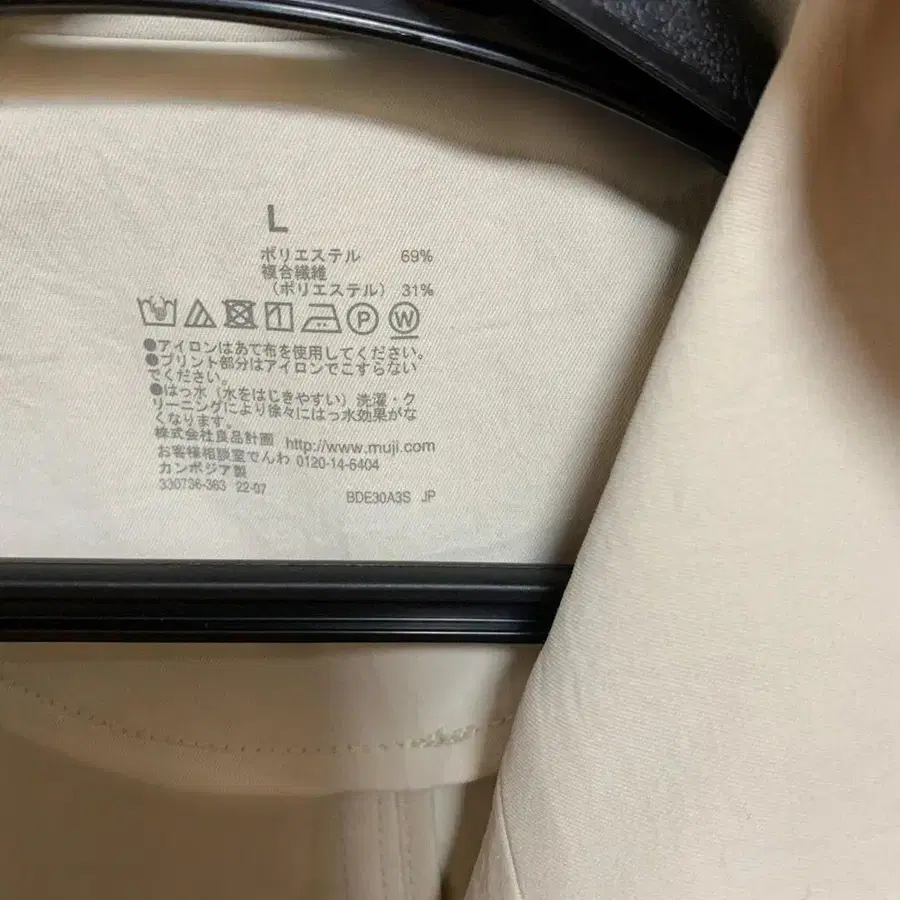 L
ポリエステル 69%
複合繊維
(ポリエステル) 31%
P W
●アイロンはあて布を使用してください。
●プリント部分はアイロンでこすらない
でください。
●はっ水（水をはじきやすい）洗濯・ク
リーニングにより徐々にはっ水効果がな
くなります。
株式会社良品計画 http://www.muji.com
お客様相談室でんわ 0120-14-6404
カンボジア製
330736-363 22-07 BDE30A3S JP